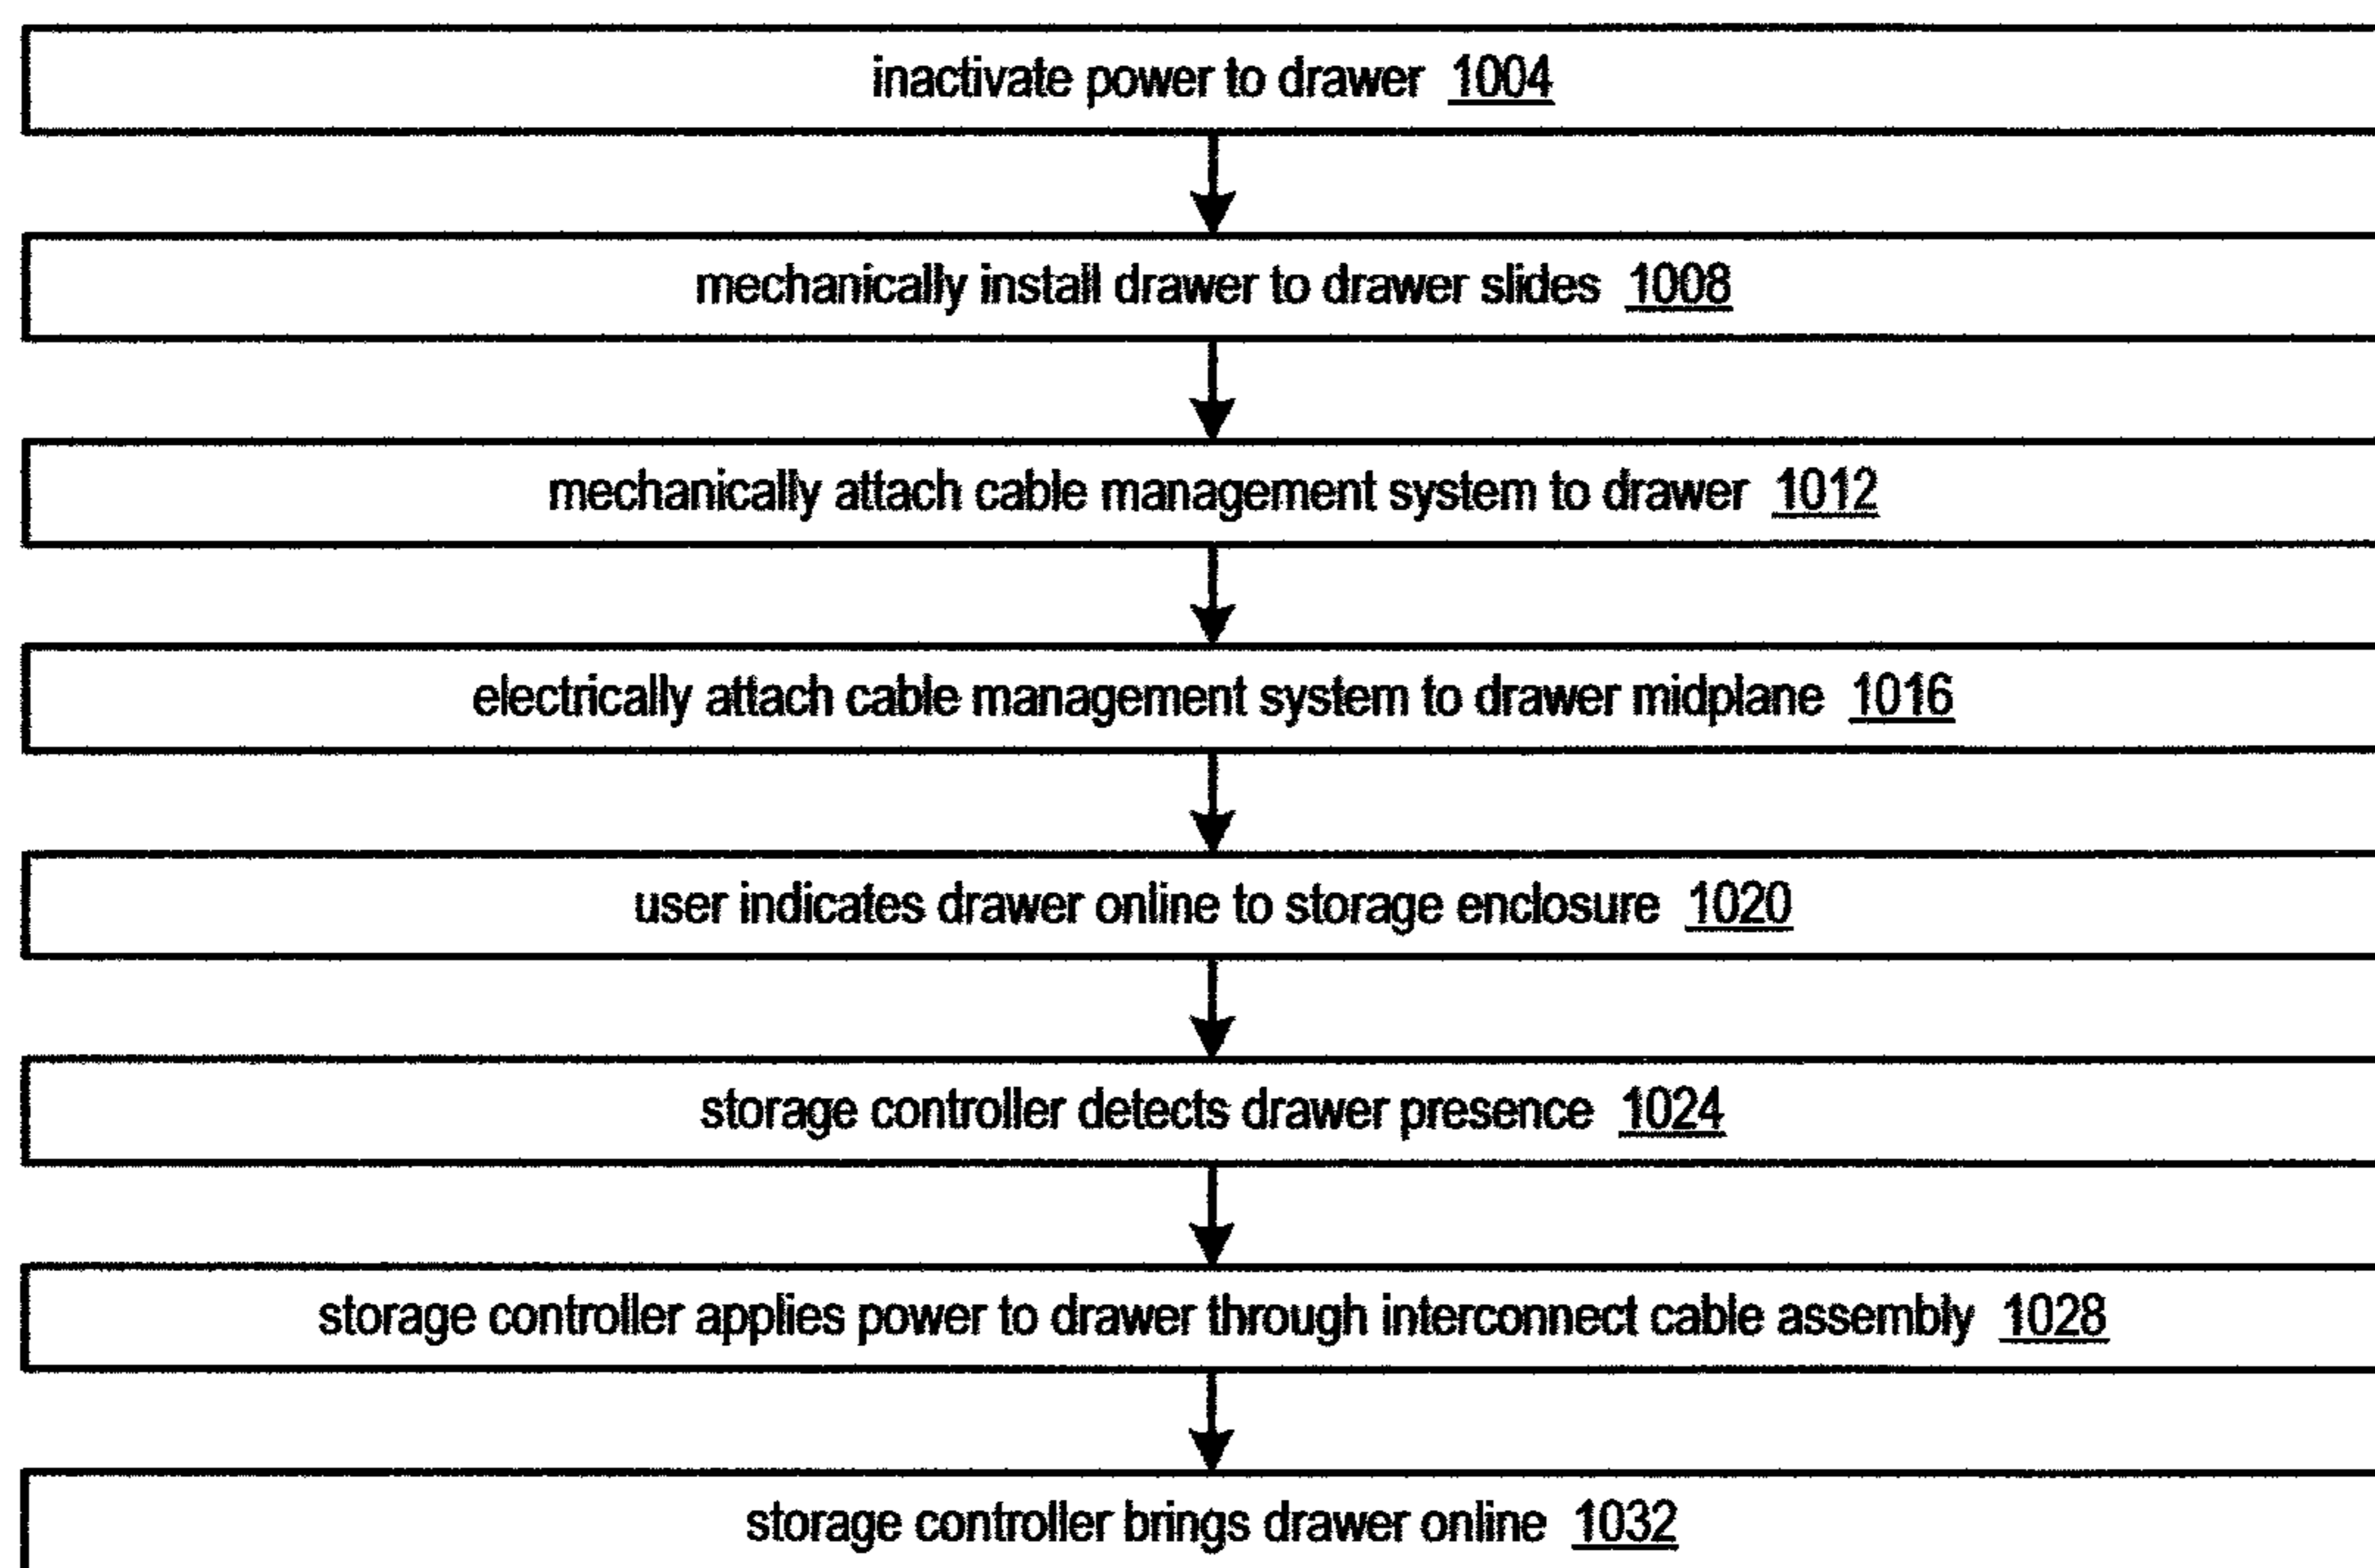 inactivate power to drawer 1004
mechanically install drawer to drawer slides 1008
mechanically attach cable management system to drawer 1012
electrically attach cable management system to drawer midplane 1016
user indicates drawer online to storage enclosure 1020
storage controller detects drawer presence 1024
storage controller applies power to drawer through interconnect cable assembly 1028
storage controller brings drawer online 1032